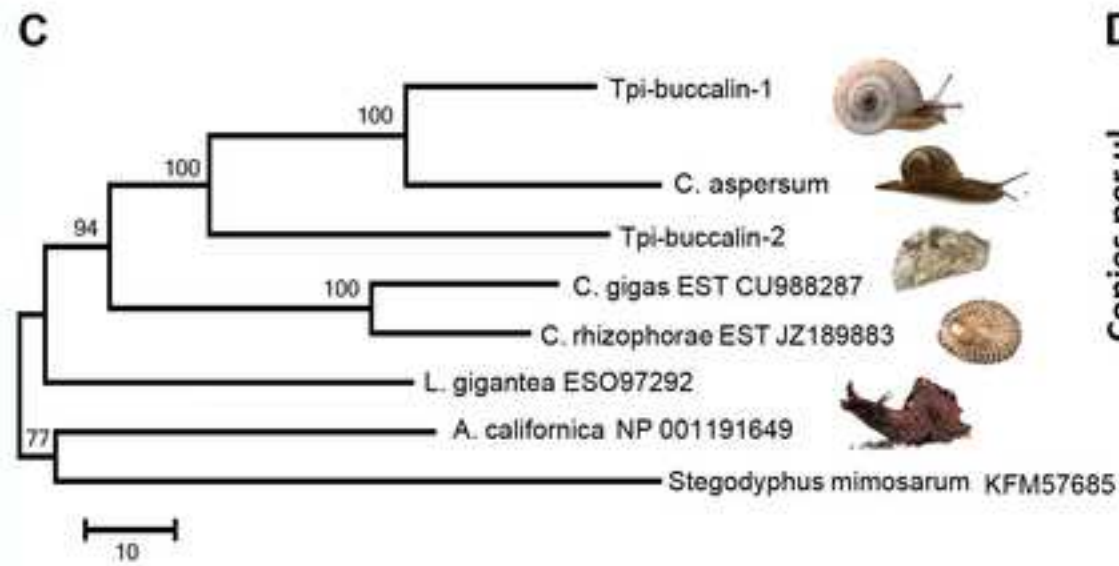 C
D
Tpi-buccalin-1
100
100
C. aspersum
94
Tpi-buccalin-2
100
C. gigas EST CU988287
C. rhizophorae EST JZ189883
L. gigantea ESO97292
77
A. californica NP 001191649
Stegodyphus mimosarum KFM57685
10